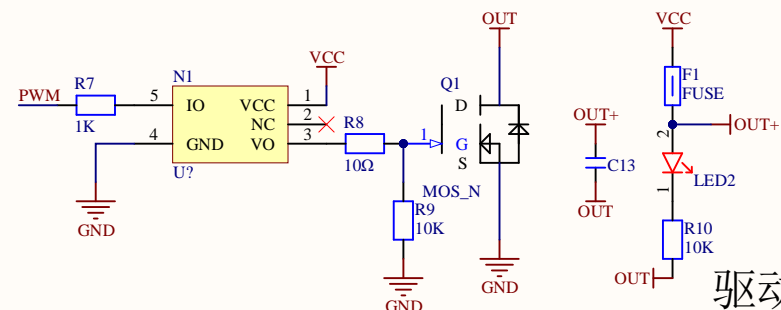 OUT
VCC
VCC
N1
Q1
R7
PWM
5
IO
VCC
1
D
F1
FUSE
1K
NC
2
R8
OUT+
2
OUT+
4
GND
VO
3
1
G
S
U?
10Ω
C13
LED2
1
MOS_N
R9
10K
OUT
R10
10K
GND
OUT
GND
GND
驱动